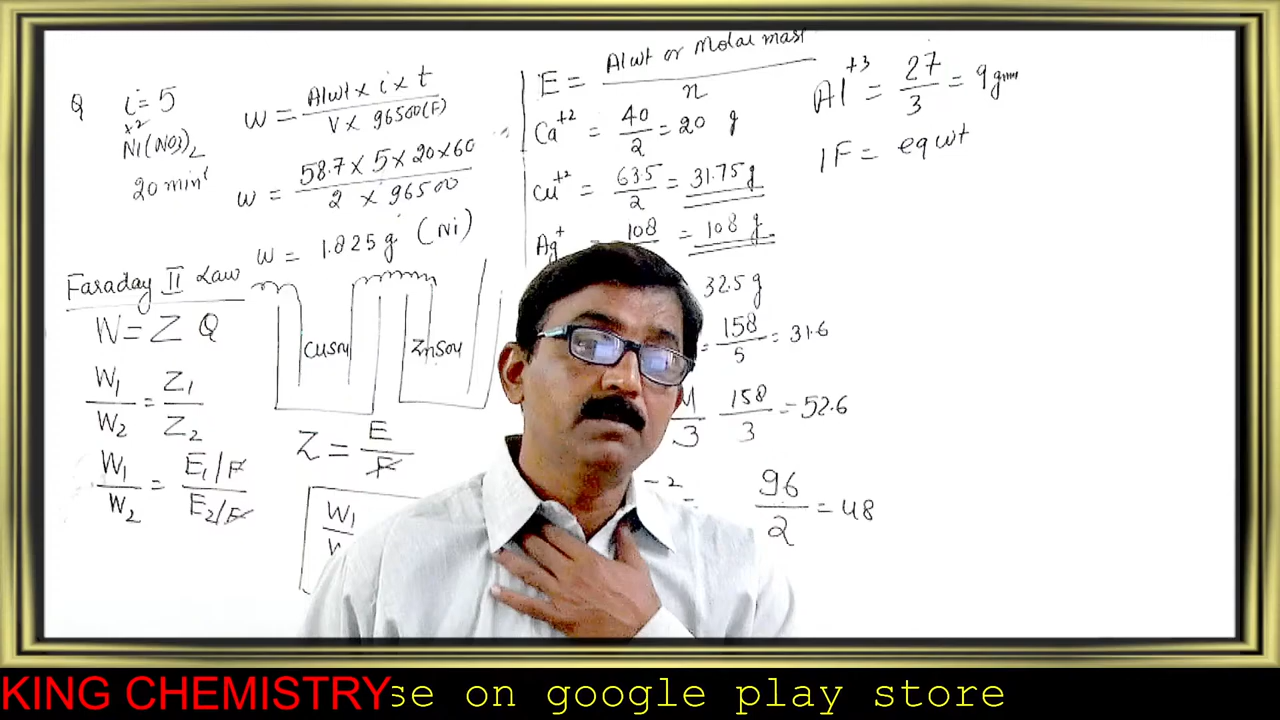 Q i = 5
+2
Ni(NO3)2
20 min
W = At wt x i x t / V x 96500(F)
W = 58.7 x 5 x 20 x 60 / 2 x 96500
W = 1.825 g (Ni)
Faraday II Law
W = Z Q
W1 / W2 = Z1 / Z2
W1 / W2 = E1/F / E2/F
CuSO4
ZnSO4
Z = E / F
W1
E = At wt or Molar mass / n
Ca+2 = 40 / 2 = 20 g
Cu+2 = 63.5 / 2 = 31.75 g
Ag+ = 108 = 108 g
32.5 g
= 158 / 5 = 31.6
M / 3 158 / 3 = 52.6
-2 = 96 / 2 = 48
Al+3 = 27 / 3 = 9 gm
1F = eq wt
KING CHEMISTRY se on google play store